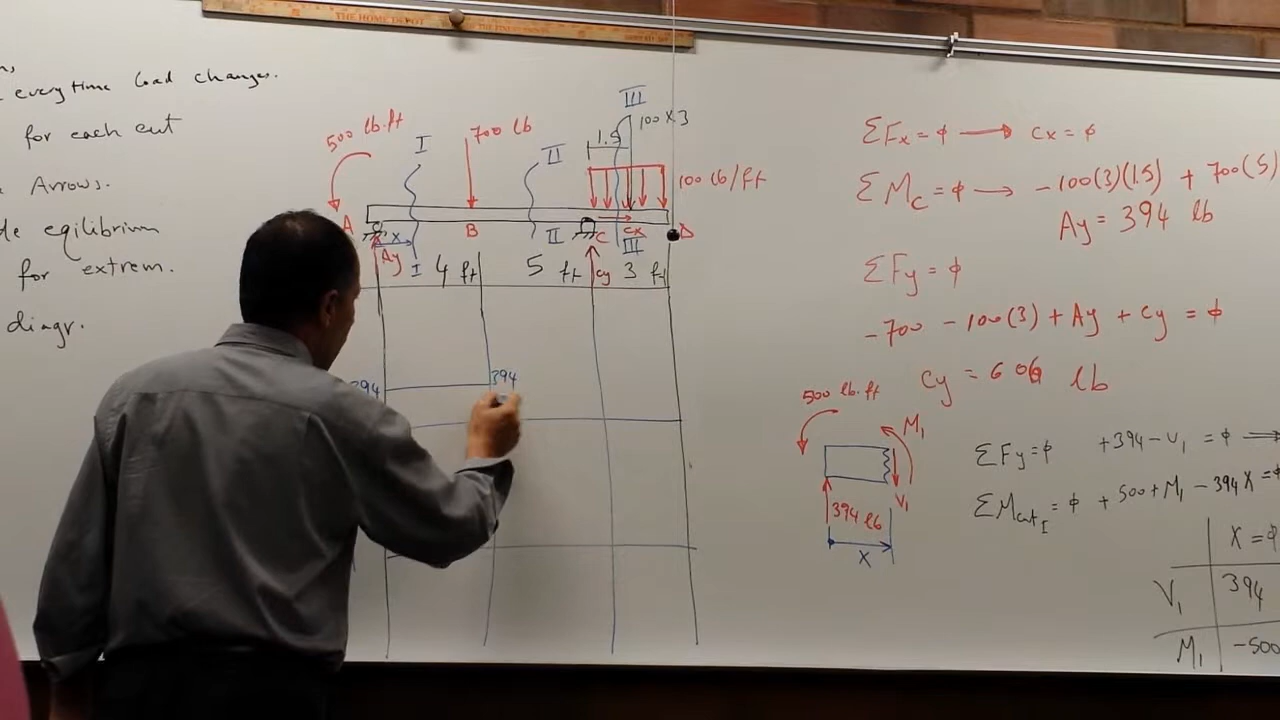 THE HOME DEPOT
everytime load changes.
for each cut
Arrows.
egilibrium
for extrem.
diagr.
500 lb.ft
I
700 lb
II
III
1.5
100 X 3
100 lb/ft
A
x
Ay
I
B
II
C
Cx
III
D
4 ft
5 ft
Cy
3 ft
394
394
ΣFx = ϕ → Cx = ϕ
ΣMC = ϕ → -100(3)(1.5) + 700(5)
Ay = 394 lb
ΣFy = ϕ
-700 - 100(3) + Ay + Cy = ϕ
Cy = 606 lb
500 lb.ft
M1
V1
394 lb
X
ΣFy = ϕ +394 - V1 = ϕ ⇒
ΣMcut I = ϕ +500 + M1 - 394X = ϕ
X = ϕ
V1 394
M1 -500